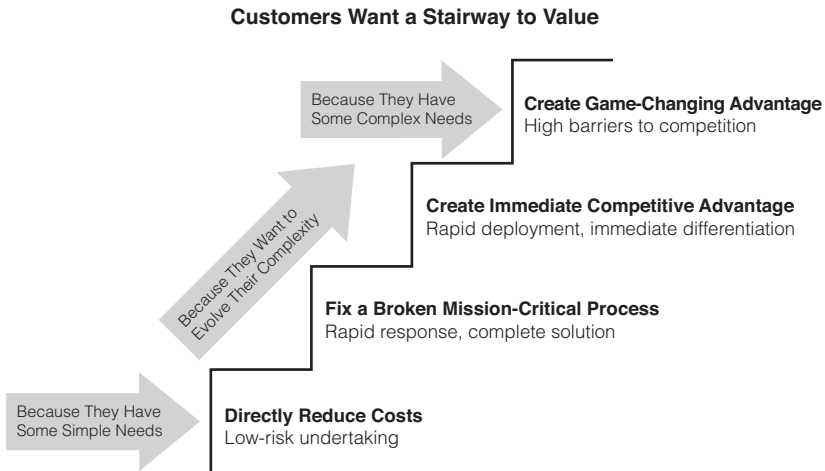 Customers Want a Stairway to Value
Because They Have
Some Complex Needs
Create Game-Changing Advantage
High barriers to competition
Because They Want to
Evolve Their Complexity
Create Immediate Competitive Advantage
Rapid deployment, immediate differentiation
Fix a Broken Mission-Critical Process
Rapid response, complete solution
Because They Have
Some Simple Needs
Directly Reduce Costs
Low-risk undertaking